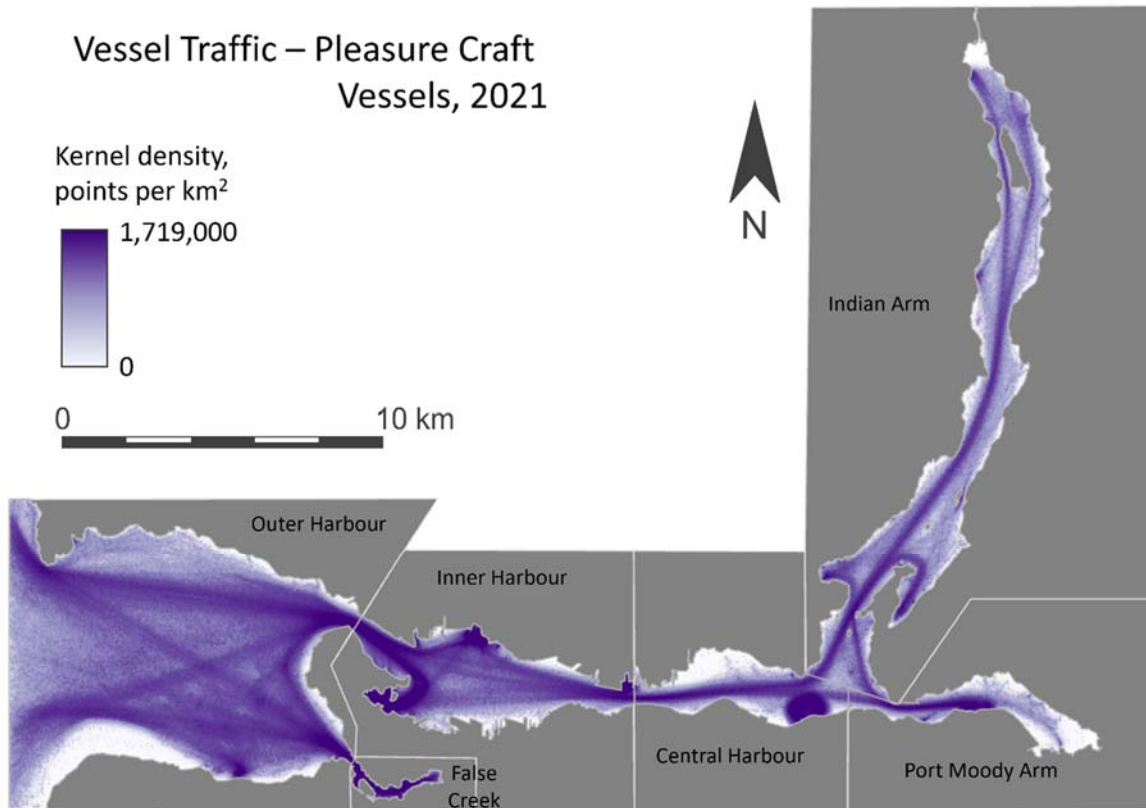 Vessel Traffic – Pleasure Craft
Vessels, 2021
Kernel density,
points per km²
1,719,000
0
0 10 km
N
Indian Arm
Outer Harbour
Inner Harbour
Central Harbour
Port Moody Arm
False
Creek